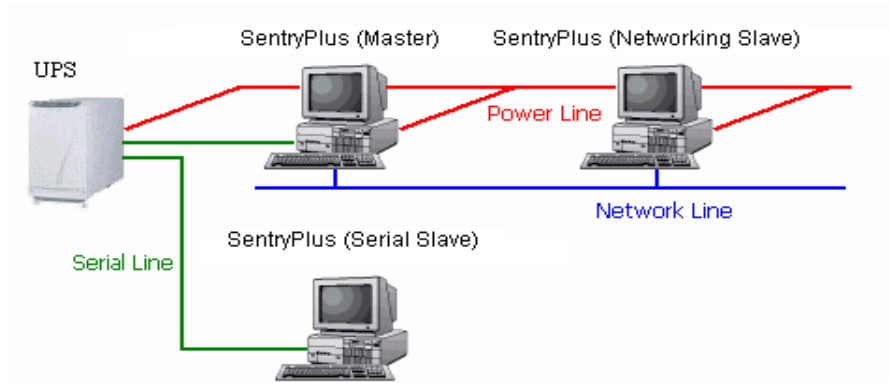 SentryPlus (Master)
SentryPlus (Networking Slave)
UPS
Power Line
Network Line
SentryPlus (Serial Slave)
Serial Line